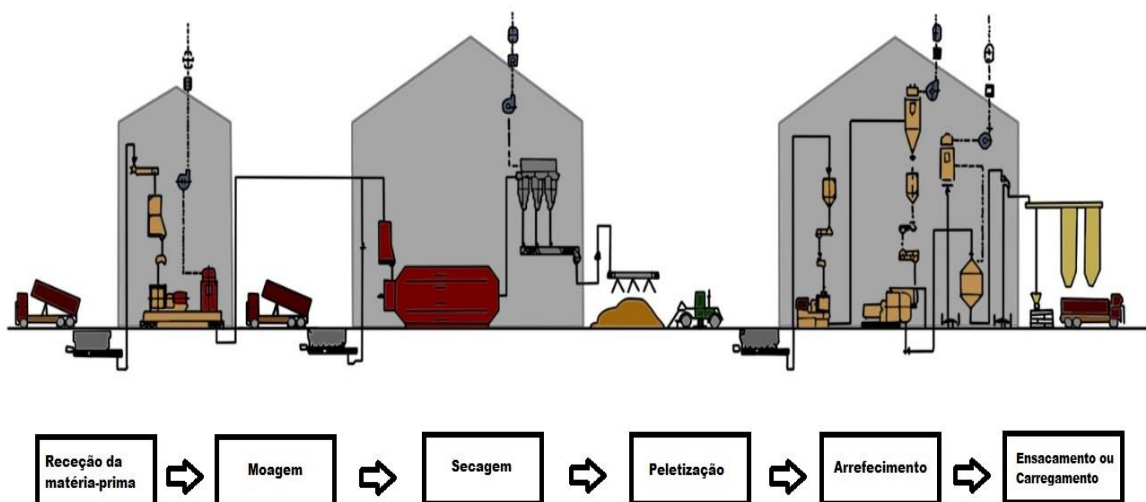 Receção da
matéria-prima
Moagem
Secagem
Peletização
Arrefecimento
Ensacamento ou
Carregamento